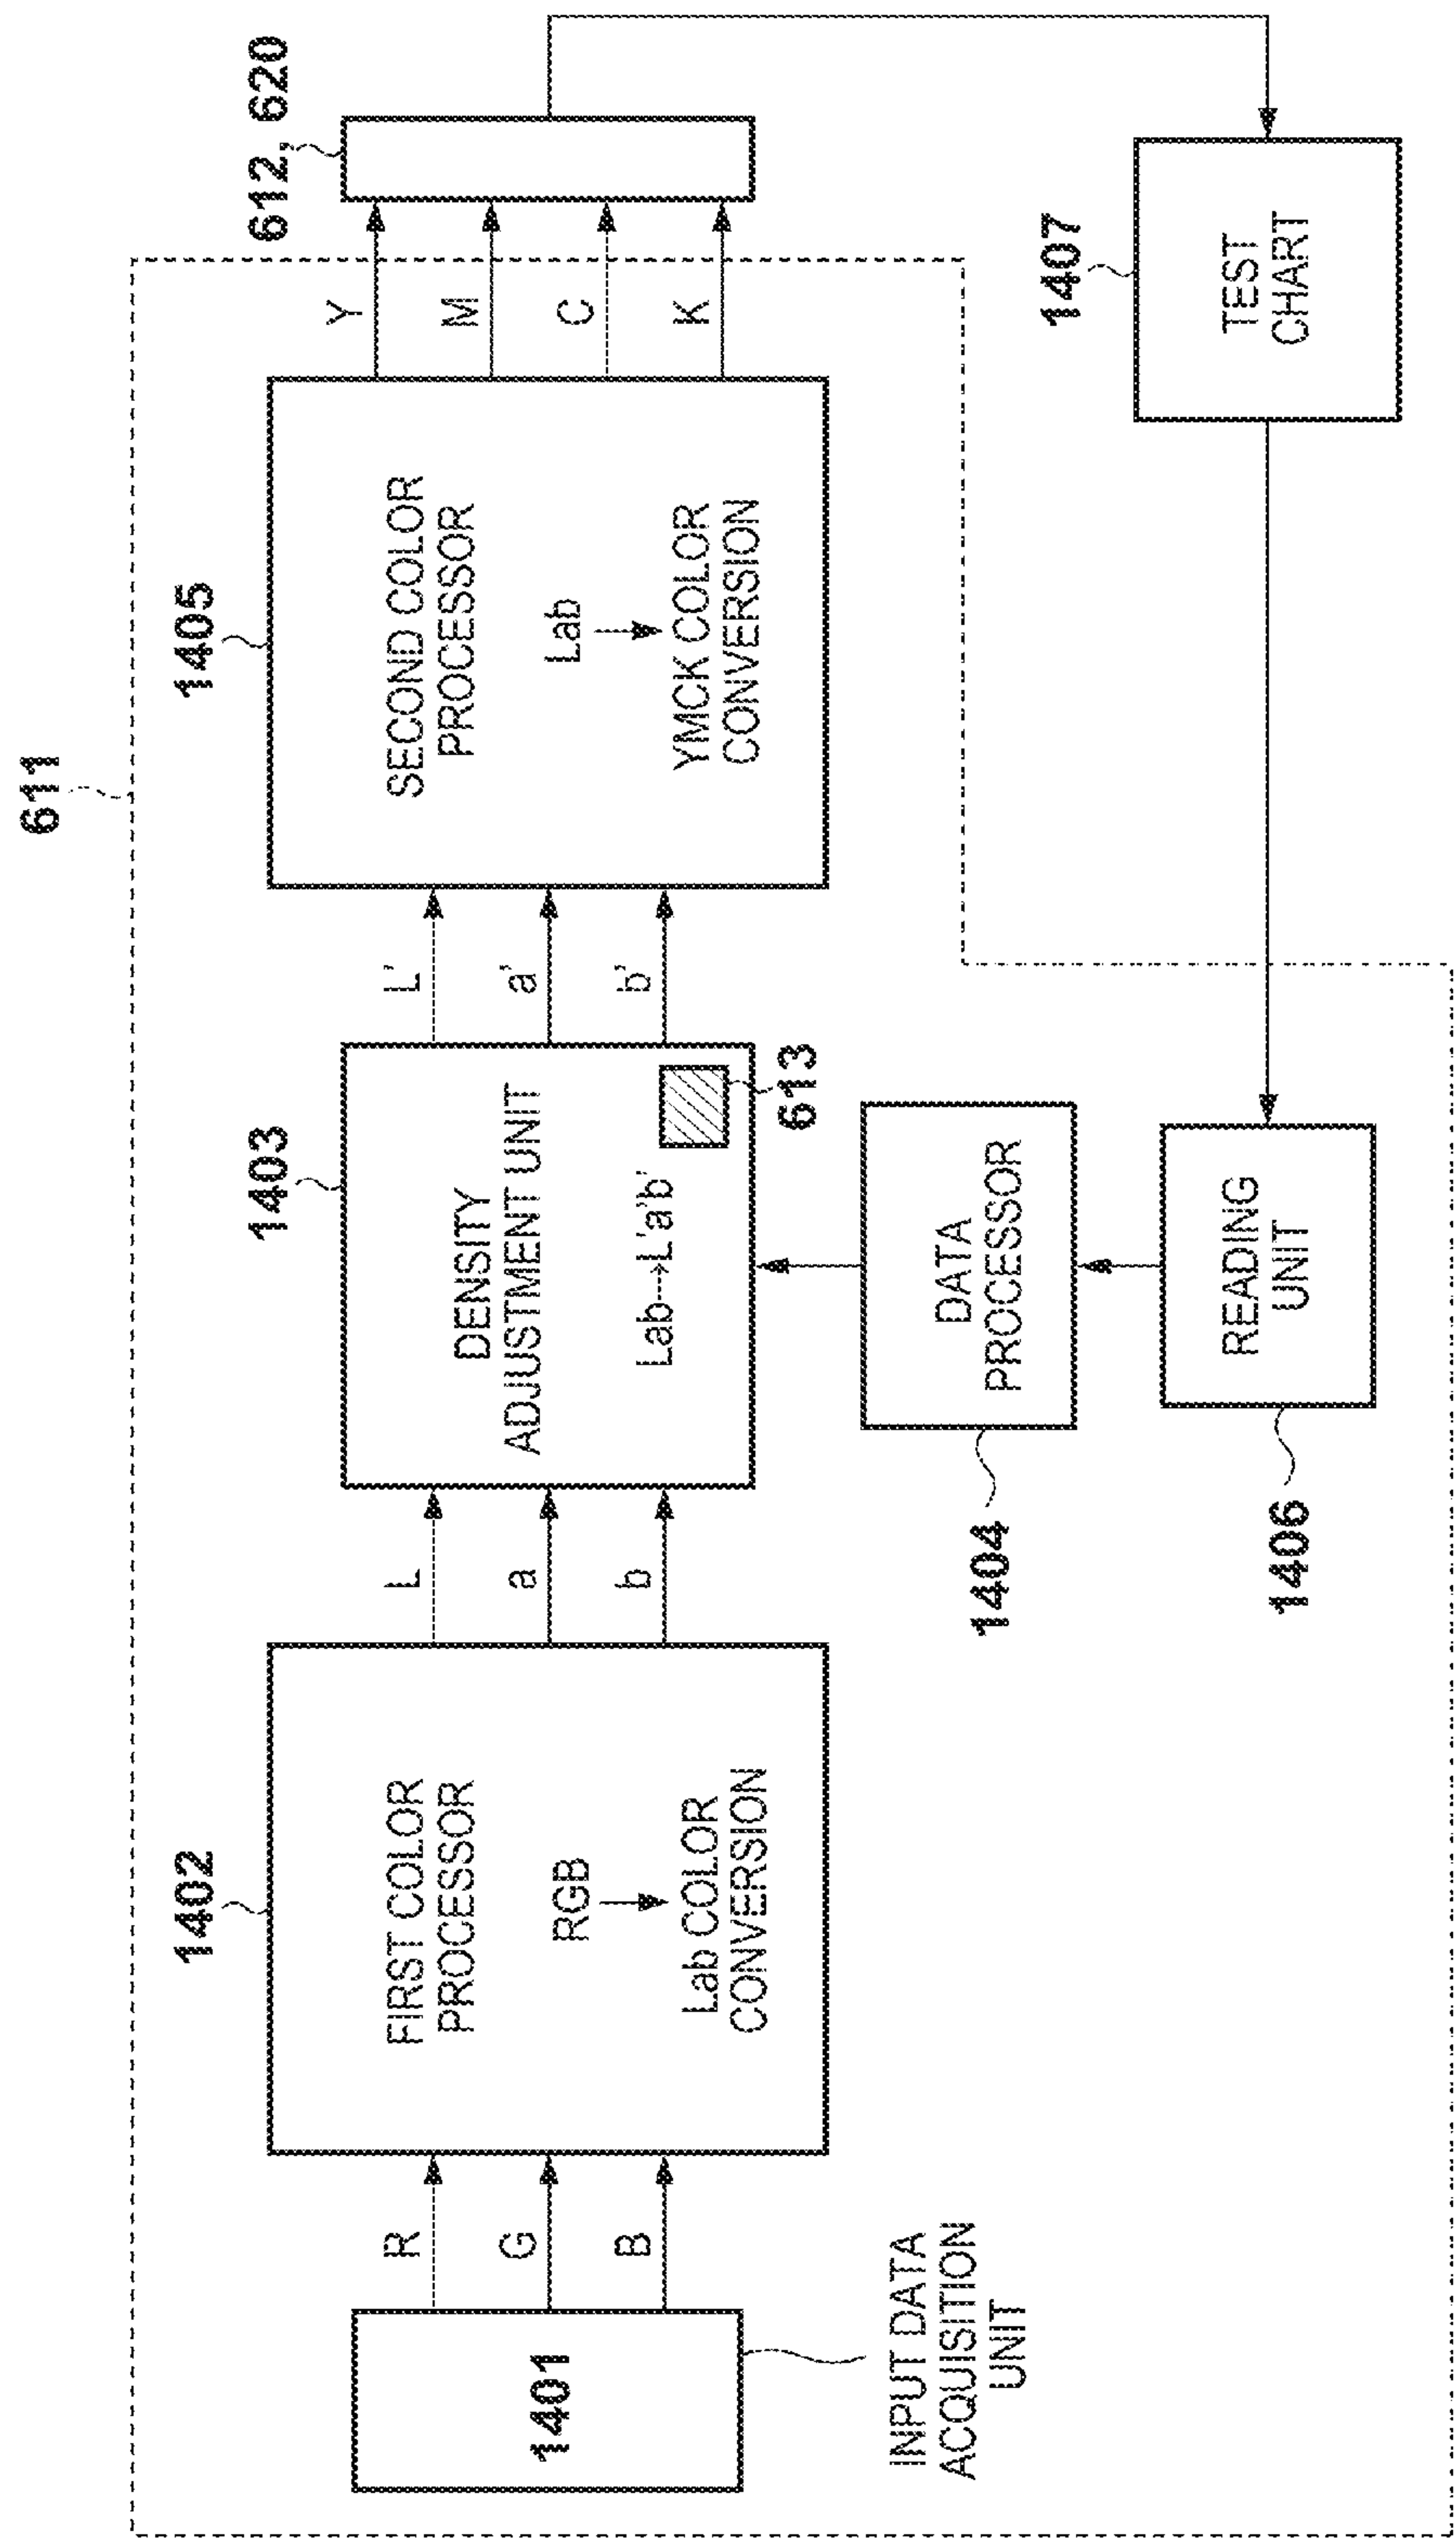 611
1401
INPUT DATA
ACQUISITION
UNIT
R
G
B
1402
FIRST COLOR
PROCESSOR
RGB
Lab COLOR
CONVERSION
L
a
b
1403
DENSITY
ADJUSTMENT UNIT
Lab→L'a'b'
613
L'
a'
b'
1405
SECOND COLOR
PROCESSOR
Lab
YMCK COLOR
CONVERSION
Y
M
C
K
612, 620
1404
DATA
PROCESSOR
1406
READING
UNIT
1407
TEST
CHART